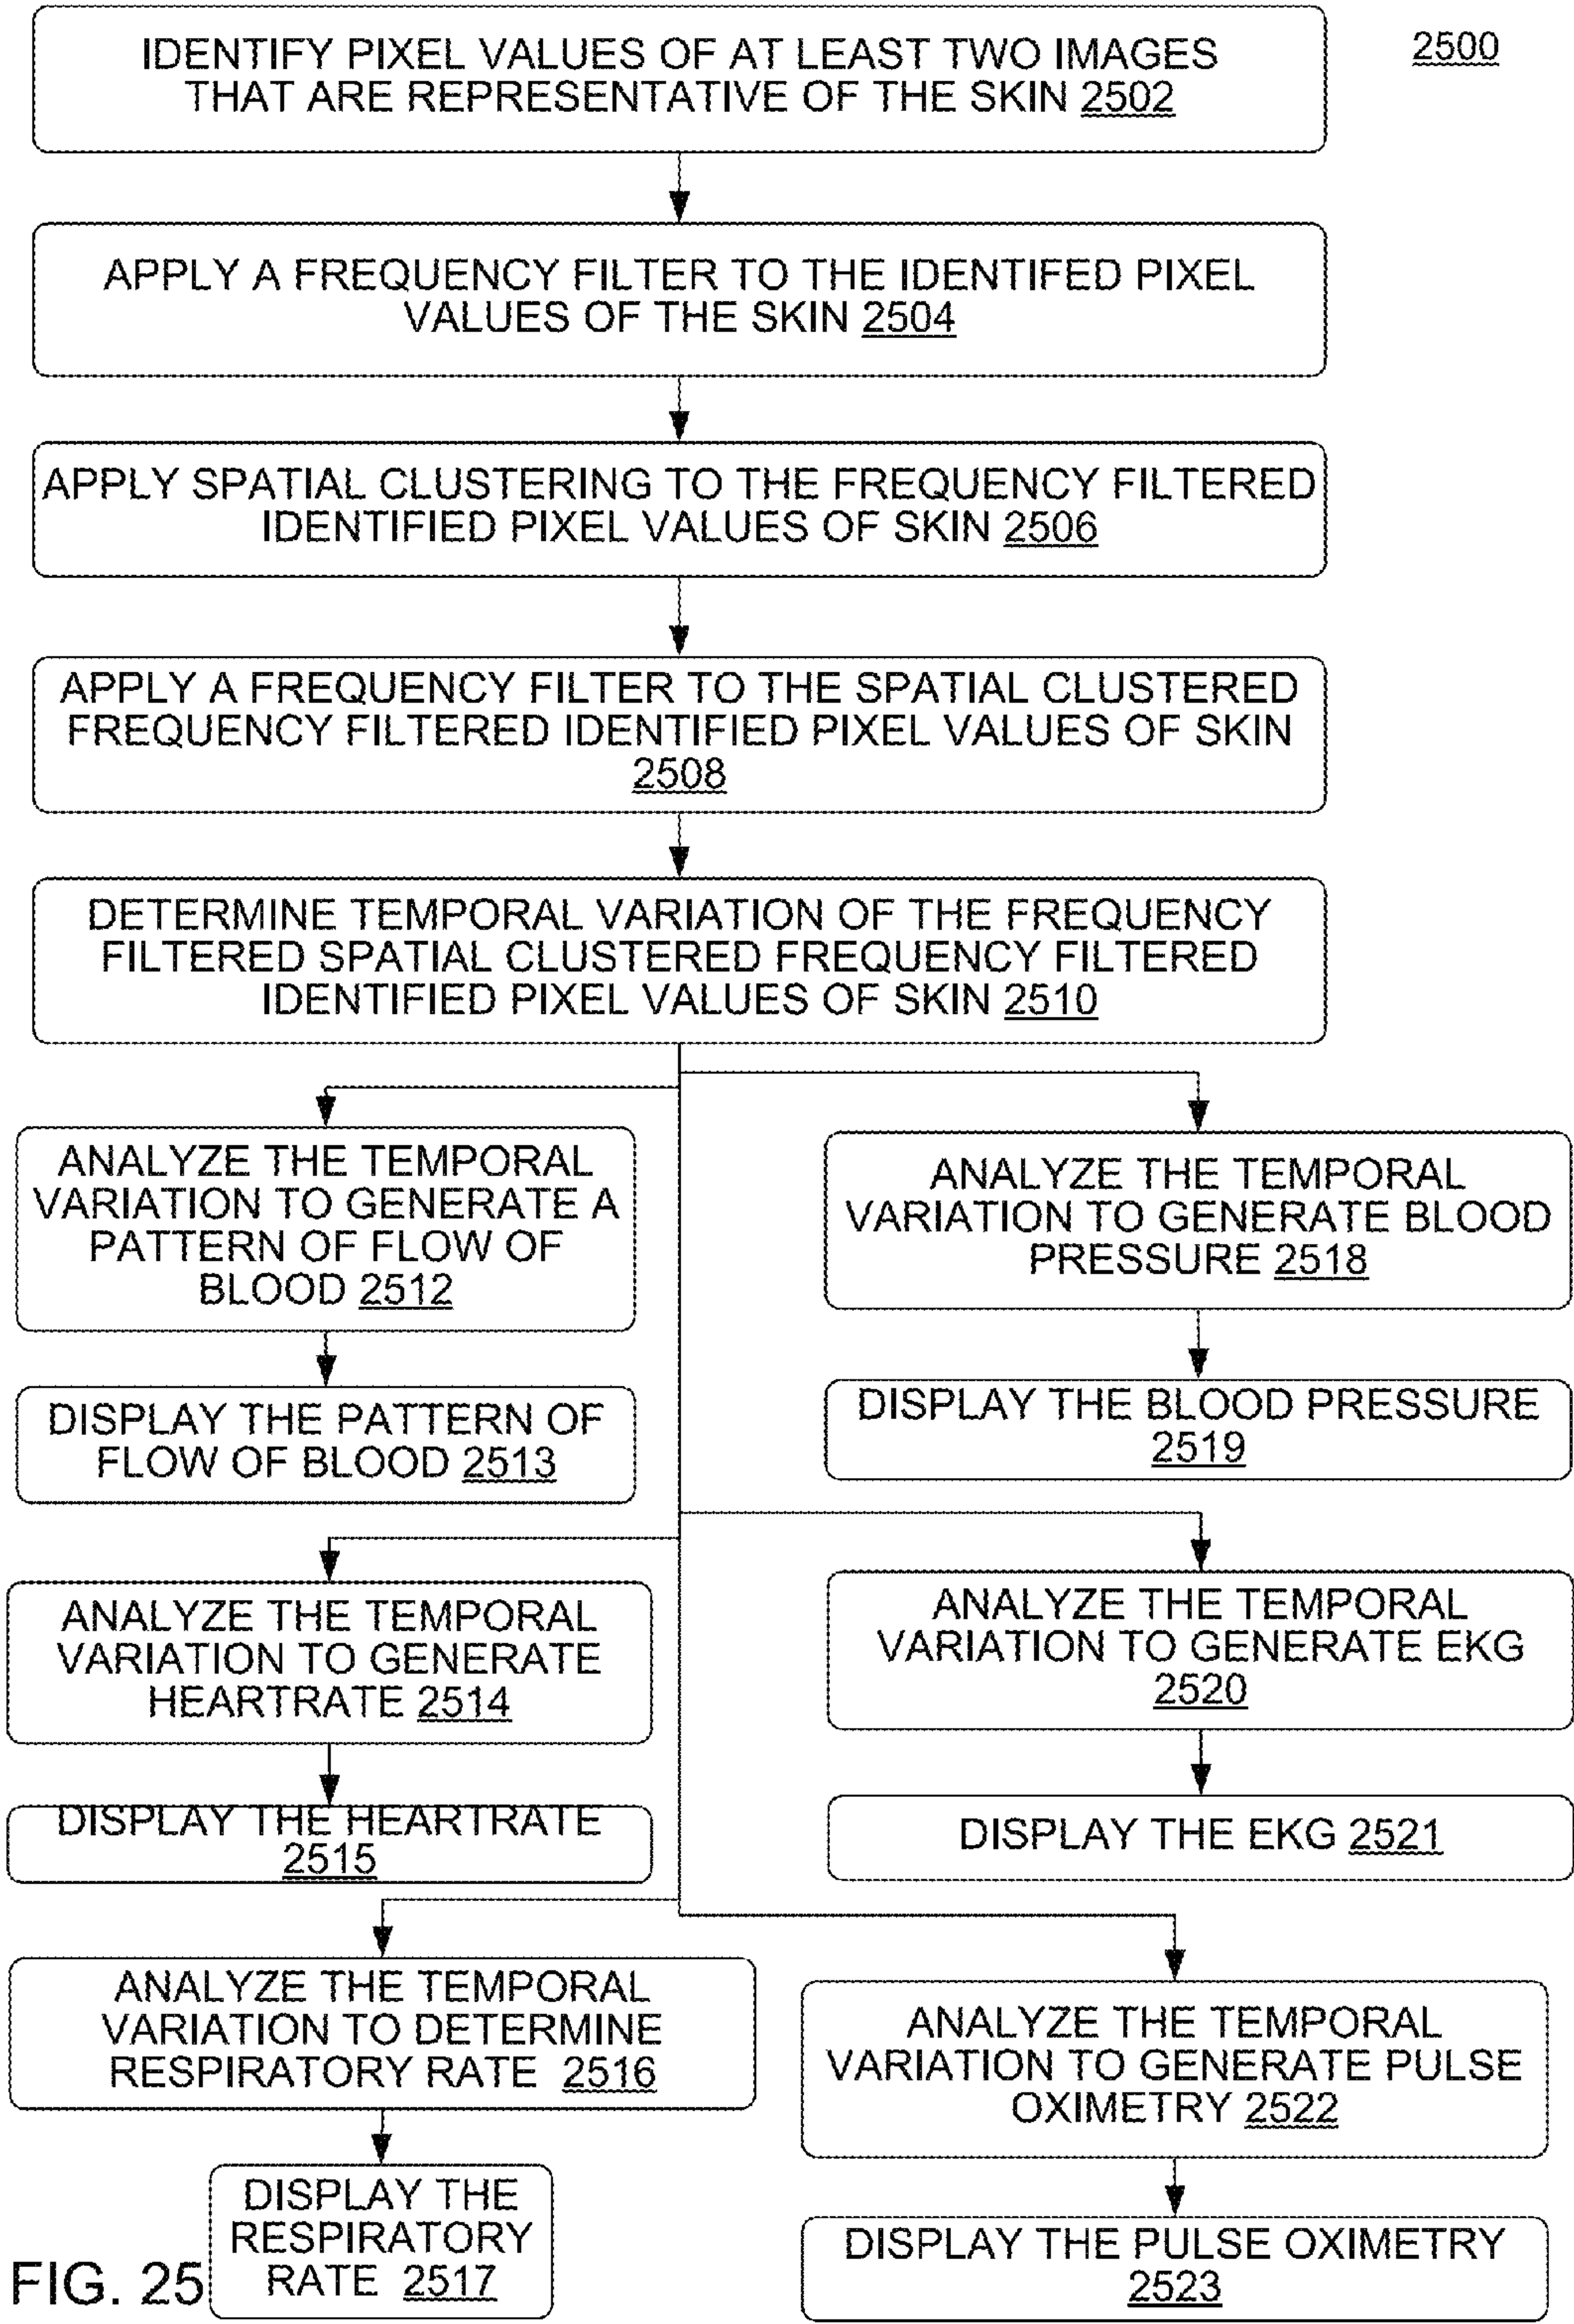 2500
IDENTIFY PIXEL VALUES OF AT LEAST TWO IMAGES
THAT ARE REPRESENTATIVE OF THE SKIN 2502
APPLY A FREQUENCY FILTER TO THE IDENTIFED PIXEL
VALUES OF THE SKIN 2504
APPLY SPATIAL CLUSTERING TO THE FREQUENCY FILTERED
IDENTIFIED PIXEL VALUES OF SKIN 2506
APPLY A FREQUENCY FILTER TO THE SPATIAL CLUSTERED
FREQUENCY FILTERED IDENTIFIED PIXEL VALUES OF SKIN
2508
DETERMINE TEMPORAL VARIATION OF THE FREQUENCY
FILTERED SPATIAL CLUSTERED FREQUENCY FILTERED
IDENTIFIED PIXEL VALUES OF SKIN 2510
ANALYZE THE TEMPORAL
VARIATION TO GENERATE A
PATTERN OF FLOW OF
BLOOD 2512
DISPLAY THE PATTERN OF
FLOW OF BLOOD 2513
ANALYZE THE TEMPORAL
VARIATION TO GENERATE BLOOD
PRESSURE 2518
DISPLAY THE BLOOD PRESSURE
2519
ANALYZE THE TEMPORAL
VARIATION TO GENERATE
HEARTRATE 2514
DISPLAY THE HEARTRATE
2515
ANALYZE THE TEMPORAL
VARIATION TO GENERATE EKG
2520
DISPLAY THE EKG 2521
ANALYZE THE TEMPORAL
VARIATION TO DETERMINE
RESPIRATORY RATE 2516
DISPLAY THE
RESPIRATORY
RATE 2517
ANALYZE THE TEMPORAL
VARIATION TO GENERATE PULSE
OXIMETRY 2522
DISPLAY THE PULSE OXIMETRY
2523
FIG. 25